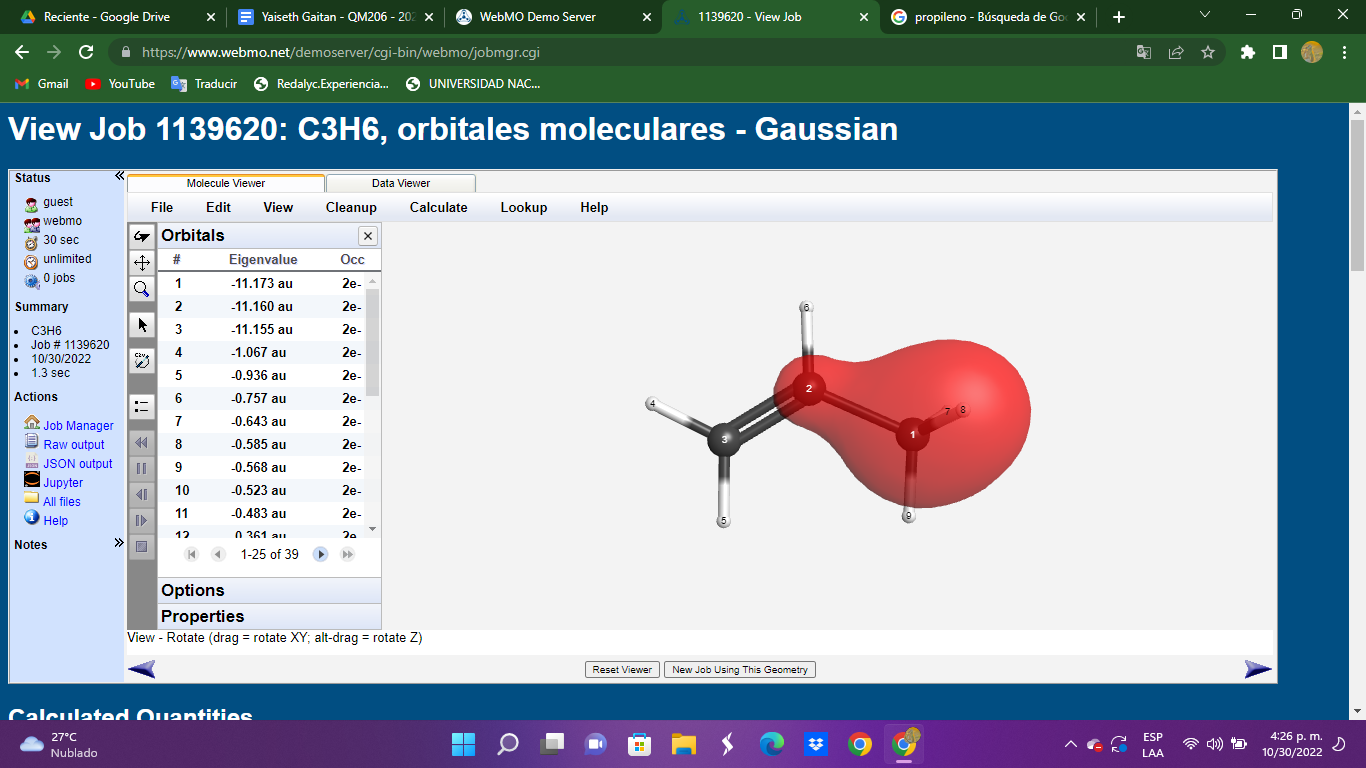 Reciente - Google Drive
Yaiseth Gaitan - QM206 - 202
WebMO Demo Server
1139620 - View Job
propileno - Búsqueda de Go
https://www.webmo.net/demoserver/cgi-bin/webmo/jobmgr.cgi
Gmail YouTube Traducir Redalyc.Experiencia... UNIVERSIDAD NAC...
View Job 1139620: C3H6, orbitales moleculares - Gaussian
Status
guest
webmo
30 sec
unlimited
0 jobs
Summary
C3H6
Job # 1139620
10/30/2022
1.3 sec
Actions
Job Manager
Raw output
JSON output
Jupyter
All files
Help
Notes
Molecule Viewer Data Viewer
File Edit View Cleanup Calculate Lookup Help
Orbitals
# Eigenvalue Occ
1 -11.173 au 2e-
2 -11.160 au 2e-
3 -11.155 au 2e-
4 -1.067 au 2e-
5 -0.936 au 2e-
6 -0.757 au 2e-
7 -0.643 au 2e-
8 -0.585 au 2e-
9 -0.568 au 2e-
10 -0.523 au 2e-
11 -0.483 au 2e-
12 0.361 au 2e
1-25 of 39
Options
Properties
6
2
4
7 8
3
1
5
9
View - Rotate (drag = rotate XY; alt-drag = rotate Z)
Reset Viewer New Job Using This Geometry
Calculated Quantities
27°C
Nublado
ESP
LAA
4:26 p. m.
10/30/2022